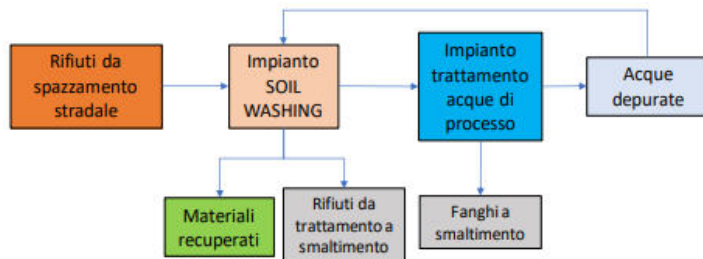 Rifiuti da
spazzamento
stradale
Impianto
SOIL
WASHING
Impianto
trattamento
acque di
processo
Acque
depurate
Materiali
recuperati
Rifiuti da
trattamento a
smaltimento
Fanghi a
smaltimento